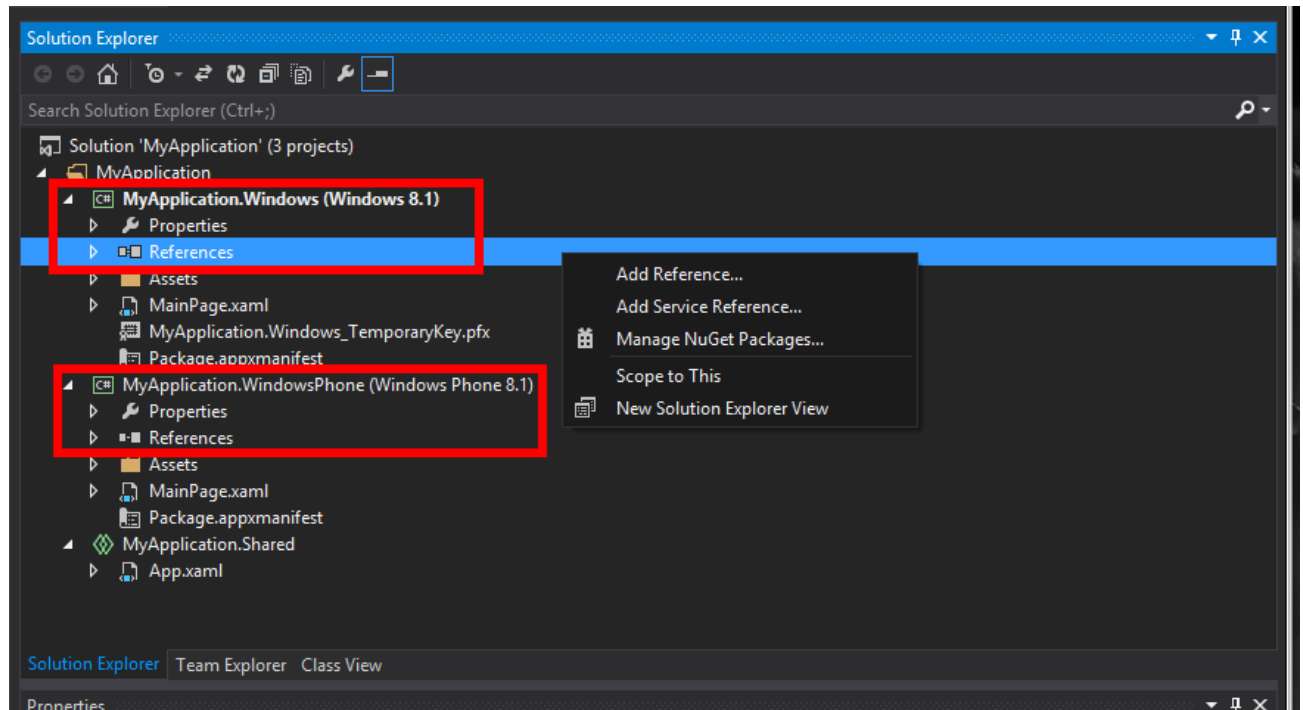 Solution Explorer
Search Solution Explorer (Ctrl+;)
Solution 'MyApplication' (3 projects)
MyApplication
C# MyApplication.Windows (Windows 8.1)
Properties
References
Assets
MainPage.xaml
MyApplication.Windows_TemporaryKey.pfx
Package.appxmanifest
C# MyApplication.WindowsPhone (Windows Phone 8.1)
Properties
References
Assets
MainPage.xaml
Package.appxmanifest
MyApplication.Shared
App.xaml
Add Reference...
Add Service Reference...
Manage NuGet Packages...
Scope to This
New Solution Explorer View
Solution Explorer Team Explorer Class View
Properties